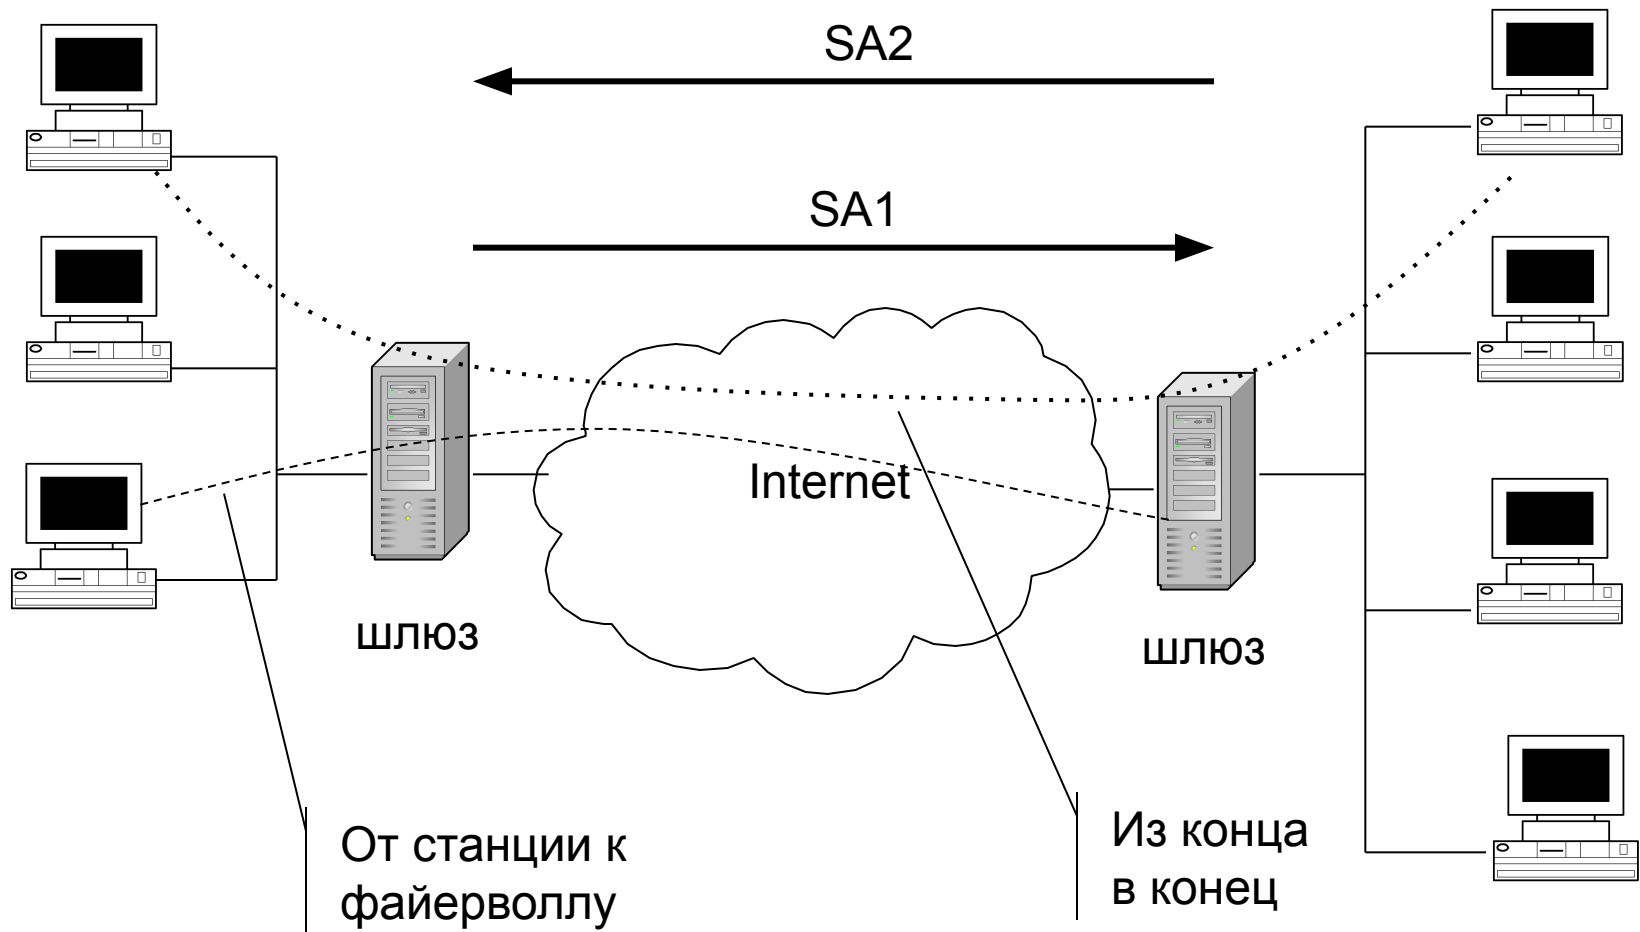 SA2
SA1
Internet
шлюз
шлюз
От станции к
файерволлу
Из конца
в конец